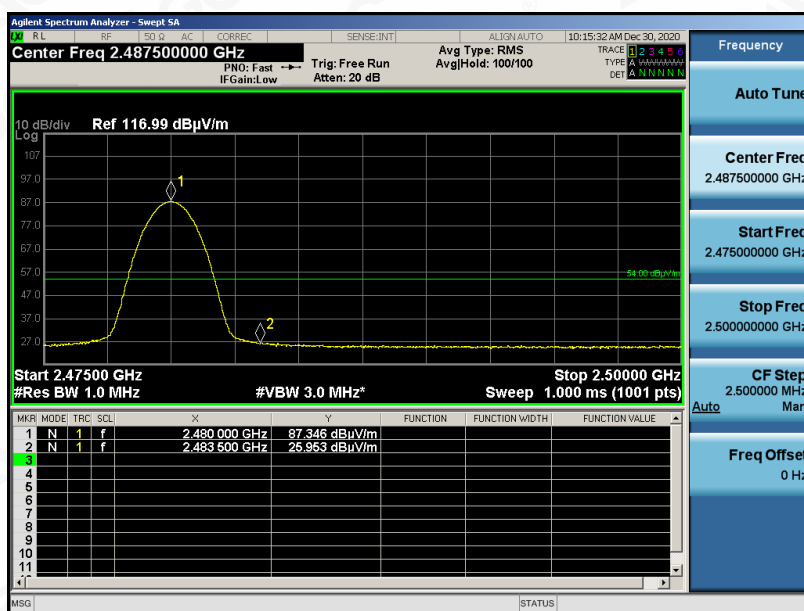 Agilent Spectrum Analyzer - Swept SA
RL RF 50 Ω AC CORREC SENSE:INT ALIGN AUTO 10:15:32 AM Dec 30, 2020
Center Freq 2.487500000 GHz
PNO: Fast
IFGain:Low
Trig: Free Run
Atten: 20 dB
Avg Type: RMS
Avg|Hold: 100/100
TRACE 1 2 3 4 5 6
TYPE A WWWWW
DET A N N N N N
10 dB/div Ref 116.99 dBµV/m
Log
107
97.0
87.0
77.0
67.0
57.0
47.0
37.0
27.0
1
2
54.00 dBµV/m
Start 2.47500 GHz Stop 2.50000 GHz
#Res BW 1.0 MHz #VBW 3.0 MHz* Sweep 1.000 ms (1001 pts)
MKR MODE TRC SCL X Y FUNCTION FUNCTION WIDTH FUNCTION VALUE
1 N 1 f 2.480 000 GHz 87.346 dBµV/m
2 N 1 f 2.483 500 GHz 25.953 dBµV/m
3
4
5
6
7
8
9
10
11
MSG STATUS
Frequency
Auto Tune
Center Freq
2.487500000 GHz
Start Freq
2.475000000 GHz
Stop Freq
2.500000000 GHz
CF Step
2.500000 MHz
Auto Man
Freq Offset
0 Hz